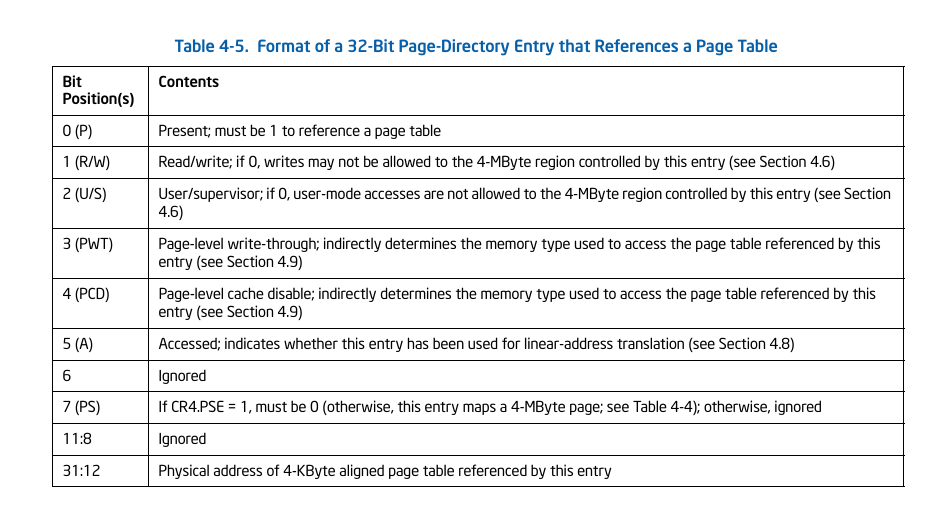 Table 4-5. Format of a 32-Bit Page-Directory Entry that References a Page Table
Bit
Position(s)
Contents
0 (P)
Present; must be 1 to reference a page table
1 (R/W)
Read/write; if 0, writes may not be allowed to the 4-MByte region controlled by this entry (see Section 4.6)
2 (U/S)
User/supervisor; if 0, user-mode accesses are not allowed to the 4-MByte region controlled by this entry (see Section
4.6)
3 (PWT)
Page-level write-through; indirectly determines the memory type used to access the page table referenced by this
entry (see Section 4.9)
4 (PCD)
Page-level cache disable; indirectly determines the memory type used to access the page table referenced by this
entry (see Section 4.9)
5 (A)
Accessed; indicates whether this entry has been used for linear-address translation (see Section 4.8)
6
Ignored
7 (PS)
If CR4.PSE = 1, must be 0 (otherwise, this entry maps a 4-MByte page; see Table 4-4); otherwise, ignored
11:8
Ignored
31:12
Physical address of 4-KByte aligned page table referenced by this entry